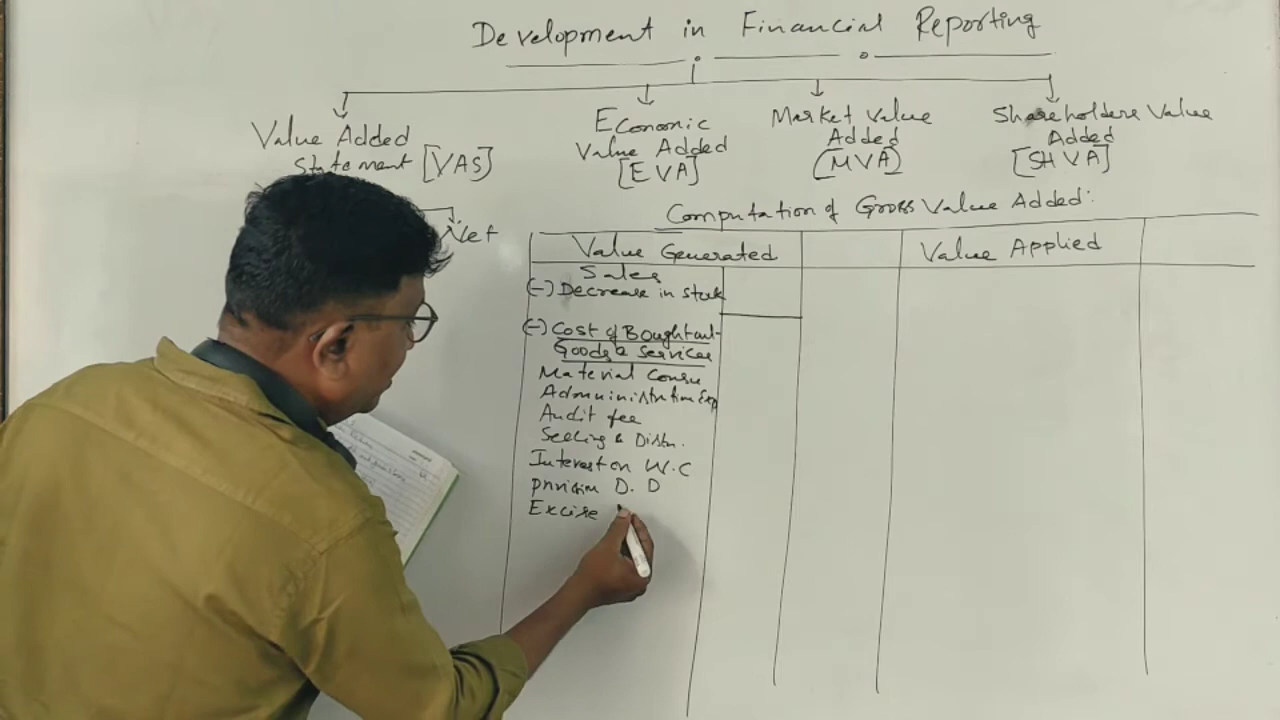 Development in Financial Reporting
Value Added
Statement [VAS]
Economic
Value Added
[EVA]
Market Value
Added
(MVA)
Shareholders Value
Added
[SHVA]
Net
Computation of Gross Value Added:
Value Generated
Value Applied
Sales
(-) Decrease in stock
(-) Cost of Bought out-
Goods & Services
Material Consu
Administration Exp
Audit fee
Selling & Distn.
Interest on W.C
Provision D. D
Excise